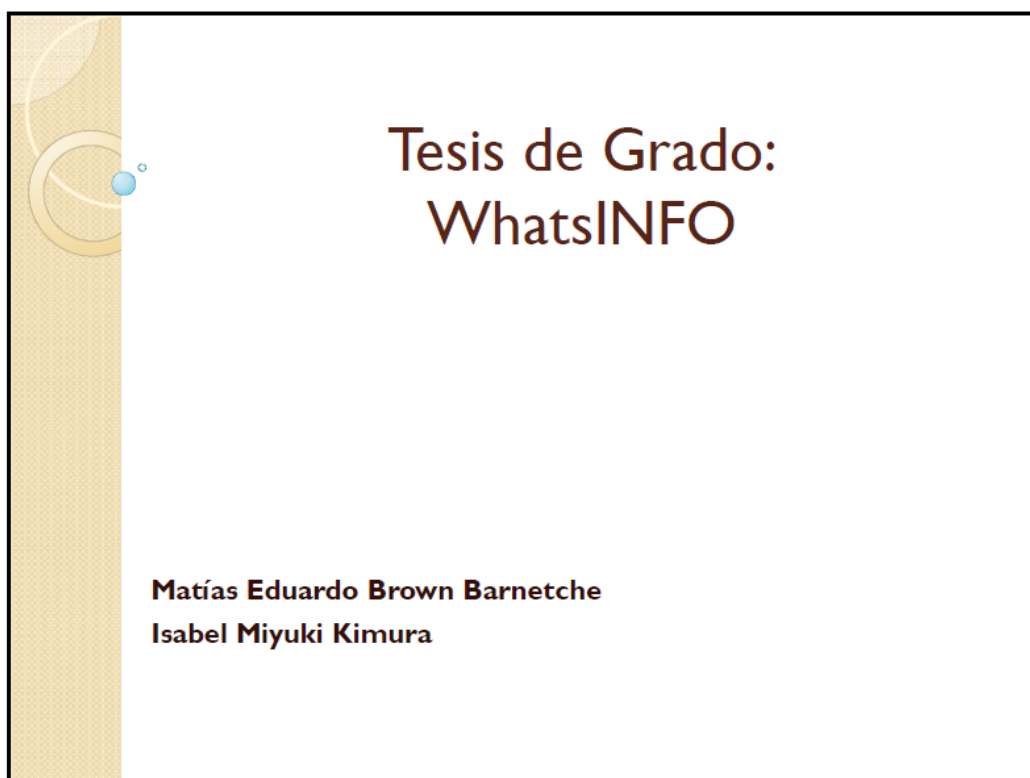 Tesis de Grado:
WhatsINFO
Matías Eduardo Brown Barnetche
Isabel Miyuki Kimura